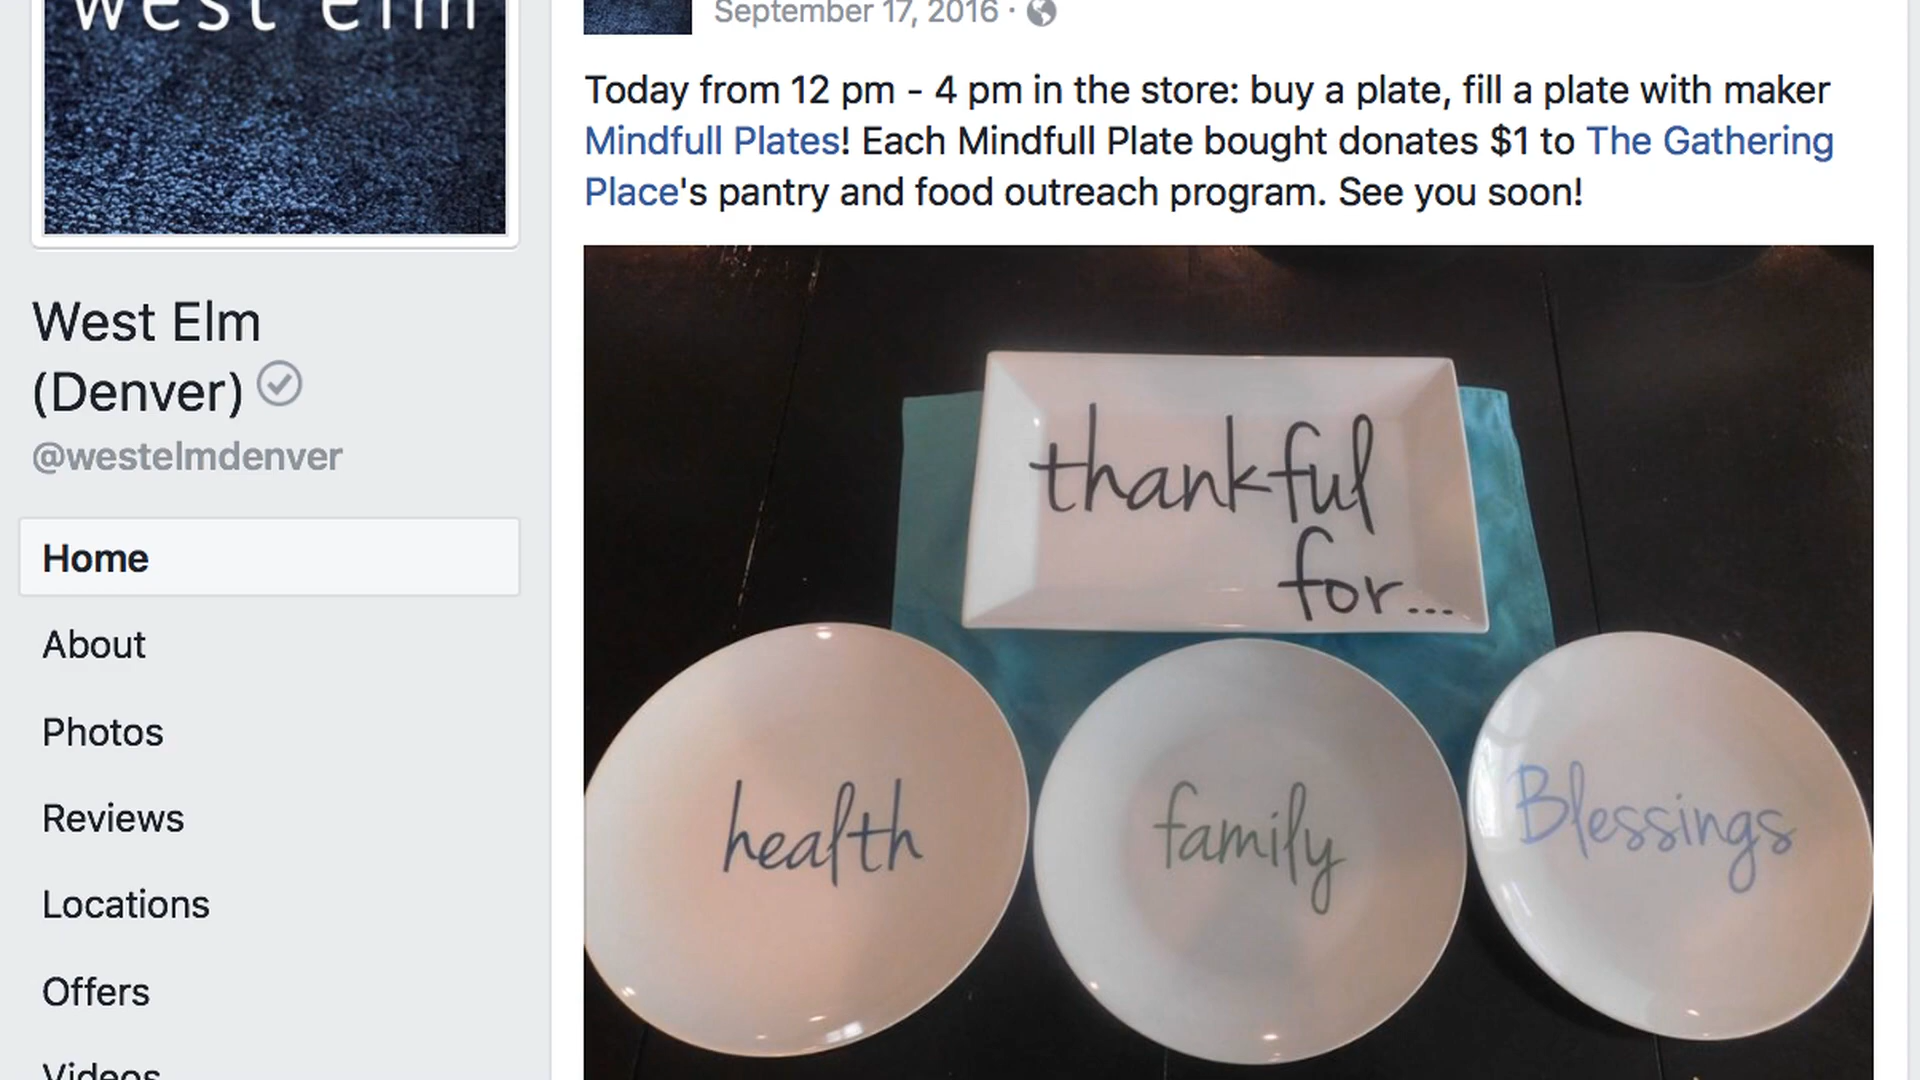 west elm
West Elm
(Denver)
@westelmdenver
Home
About
Photos
Reviews
Locations
Offers
Videos
September 17, 2016 ·
Today from 12 pm - 4 pm in the store: buy a plate, fill a plate with maker
Mindfull Plates! Each Mindfull Plate bought donates $1 to The Gathering
Place's pantry and food outreach program. See you soon!
thankful
for...
health
family
Blessings